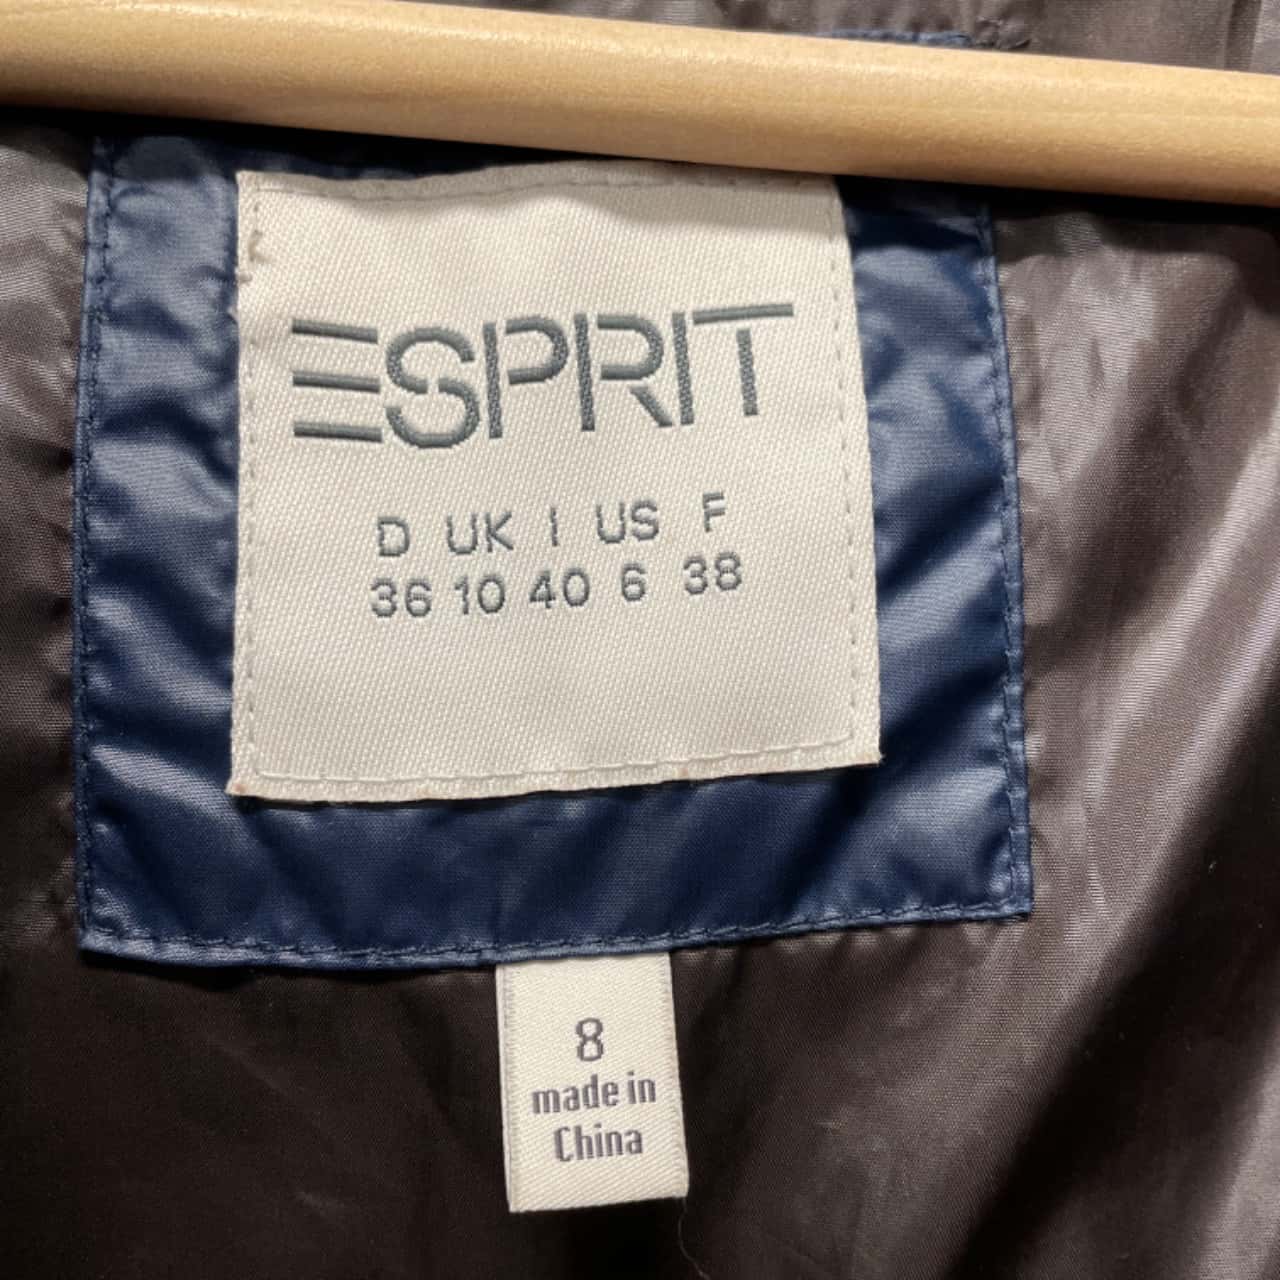 ESPRIT
D UK I US F
36 10 40 6 38
8
made in
China